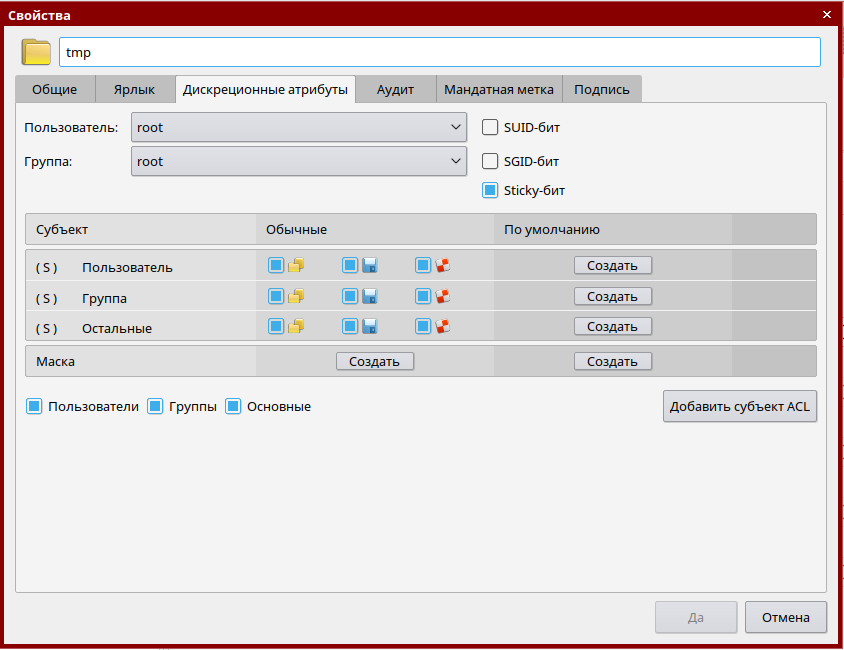 Свойства
tmp
Общие Ярлык Дискреционные атрибуты Аудит Мандатная метка Подпись
Пользователь: root SUID-бит
Группа: root SGID-бит
Sticky-бит
Субъект Обычные По умолчанию
( S ) Пользователь Создать
( S ) Группа Создать
( S ) Остальные Создать
Маска Создать Создать
Пользователи Группы Основные Добавить субъект ACL
Да Отмена